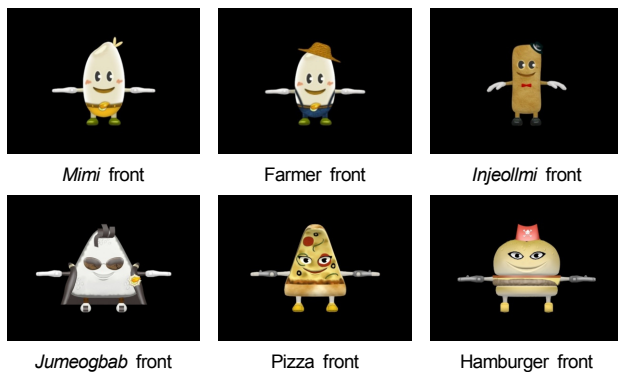 Mimi front
Farmer front
Injeollmi front
Jumeogbab front
Pizza front
Hamburger front